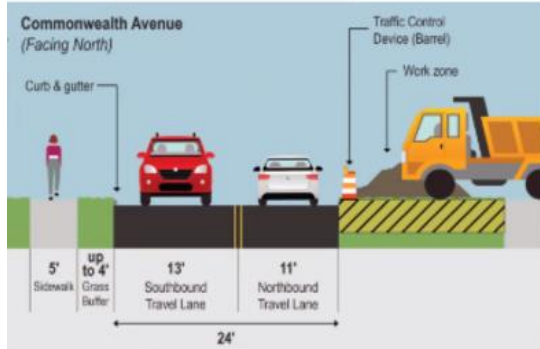 Commonwealth Avenue
(Facing North)
Traffic Control
Device (Barrel)
Work zone
Curb & gutter
5'
Sidewalk
up
to 4'
Grass
Buffer
13'
Southbound
Travel Lane
11'
Northbound
Travel Lane
24'